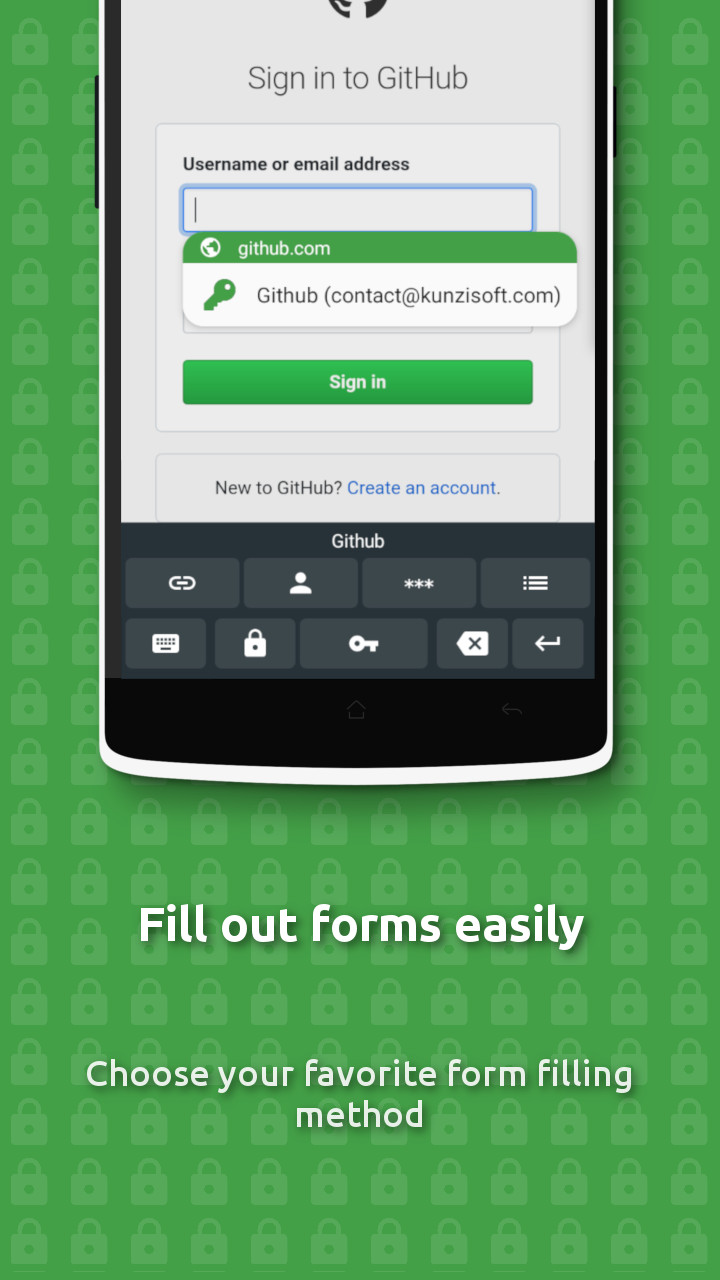 Sign in to GitHub
Username or email address
github.com
Github (contact@kunzisoft.com)
Sign in
New to GitHub? Create an account.
Github
***
Fill out forms easily
Choose your favorite form filling
method